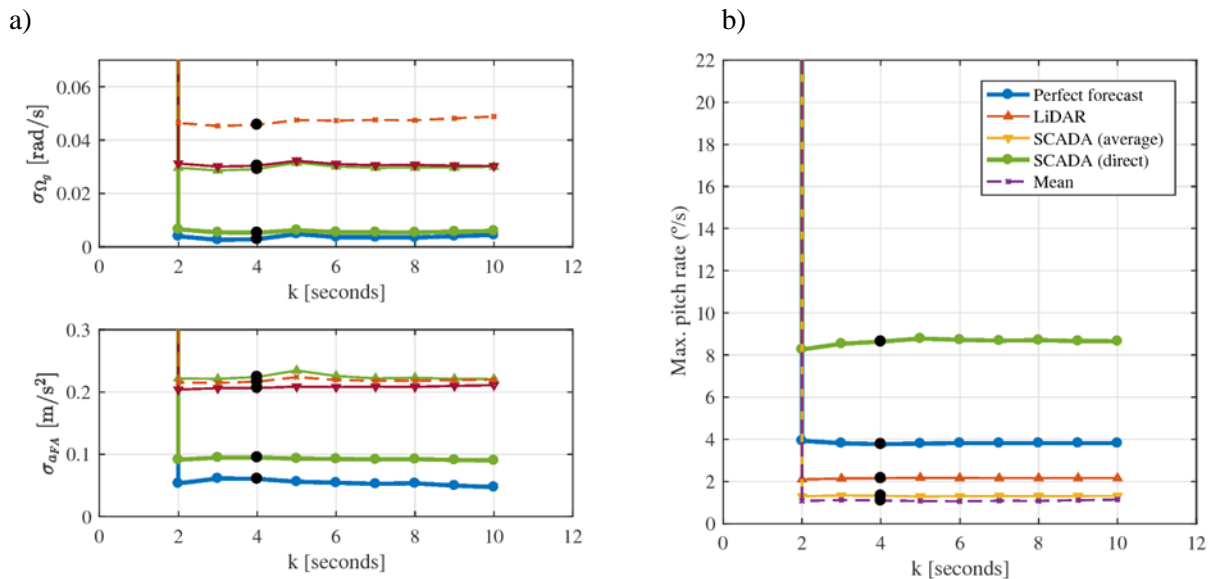 a)
0.06
0.04
0.02
0
σ_Ωg [rad/s]
0 2 4 6 8 10 12
k [seconds]
0.3
0.2
0.1
0
σ_aFA [m/s²]
0 2 4 6 8 10 12
k [seconds]
b)
22
20
18
16
14
12
10
8
6
4
2
0
Max. pitch rate (°/s)
Perfect forecast
LiDAR
SCADA (average)
SCADA (direct)
Mean
0 2 4 6 8 10 12
k [seconds]